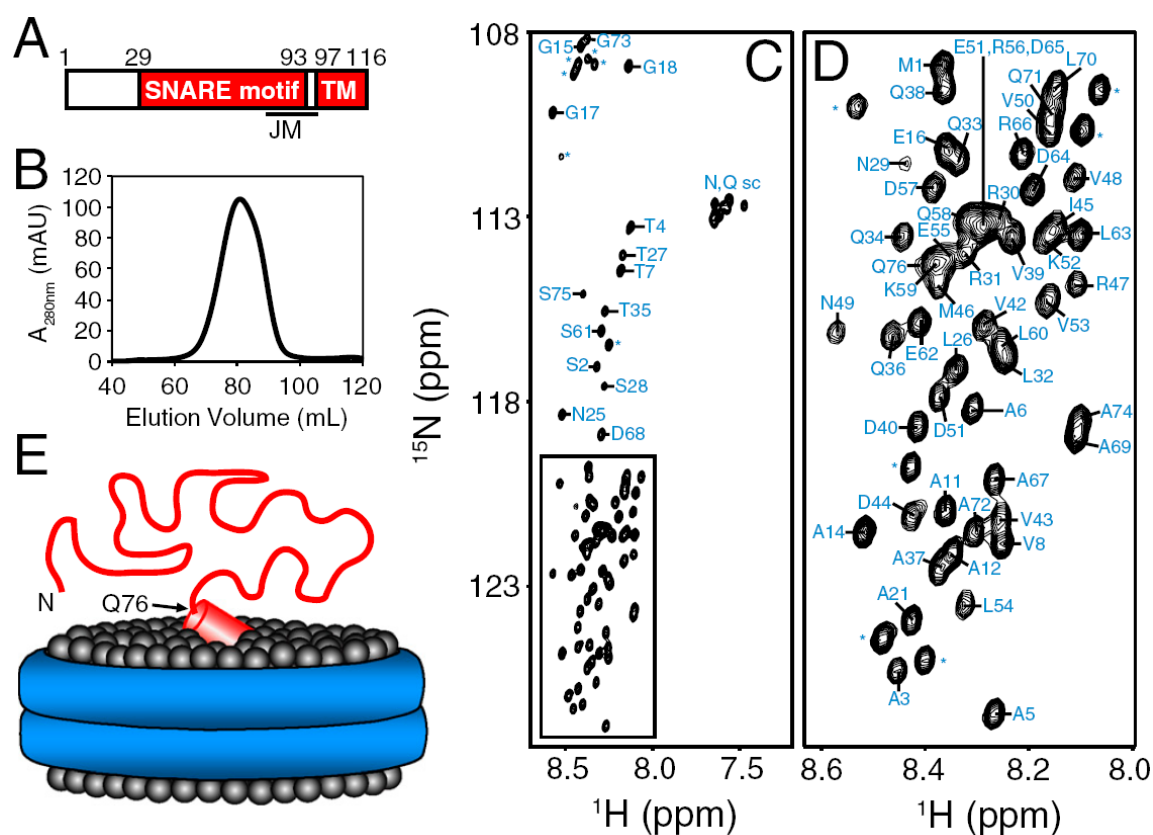 A
1 29 93 97 116
SNARE motif TM
JM
B
A280nm (mAU)
120
100
80
60
40
20
0
40 60 80 100 120
Elution Volume (mL)
E
N
Q76
C
15N (ppm)
108
113
118
123
G15
G73
*
*
*
G18
G17
*
N,Q sc
T4
T27
T7
S75
T35
S61
*
S2
S28
N25
D68
8.5 8.0 7.5
1H (ppm)
D
E51,R56,D65
M1
Q38
Q71
L70
V50
*
*
*
E16
Q33
R66
N29
D57
D64
V48
Q58
R30
I45
E55
Q34
L63
Q76
R31
V39
K52
K59
M46
R47
N49
V42
V53
Q36
E62
L26
L60
L32
A6
D40
D51
A74
A69
*
A11
A67
D44
A72
V43
A14
V8
A37
A12
A21
L54
*
*
A3
A5
8.6 8.4 8.2 8.0
1H (ppm)